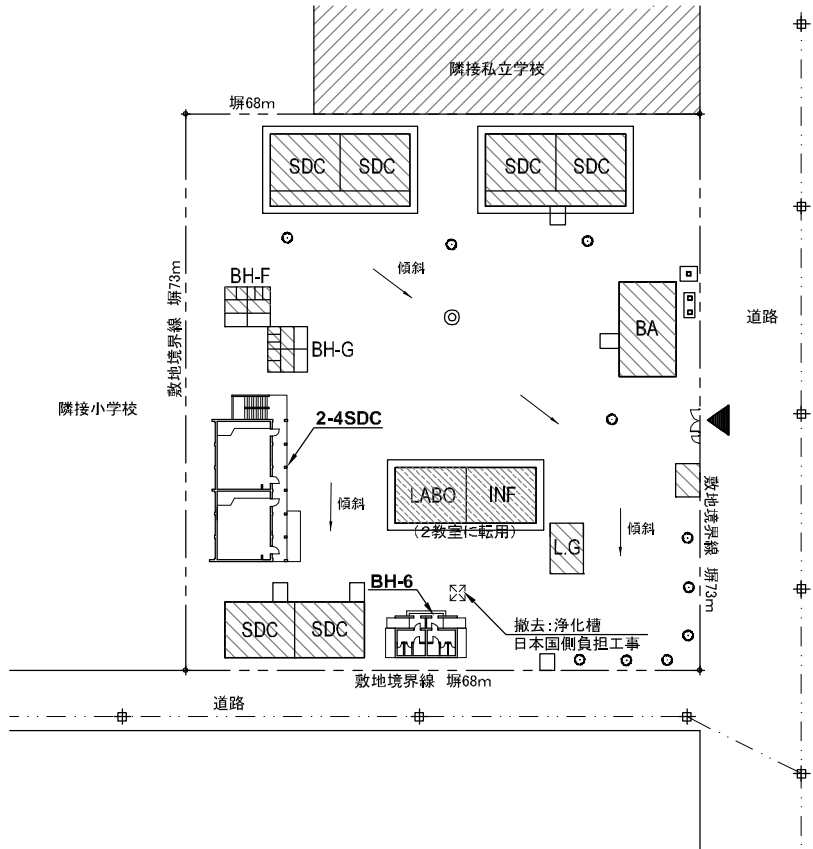 隣接私立学校
塀68m
SDC
SDC
SDC
SDC
敷地境界線 塀73m
BH-F
傾斜
BH-G
BA
道路
隣接小学校
2-4SDC
LABO
INF
(2教室に転用)
傾斜
L.G
傾斜
敷地境界線 塀73m
BH-6
SDC
SDC
撤去:浄化槽
日本国側負担工事
敷地境界線 塀68m
道路